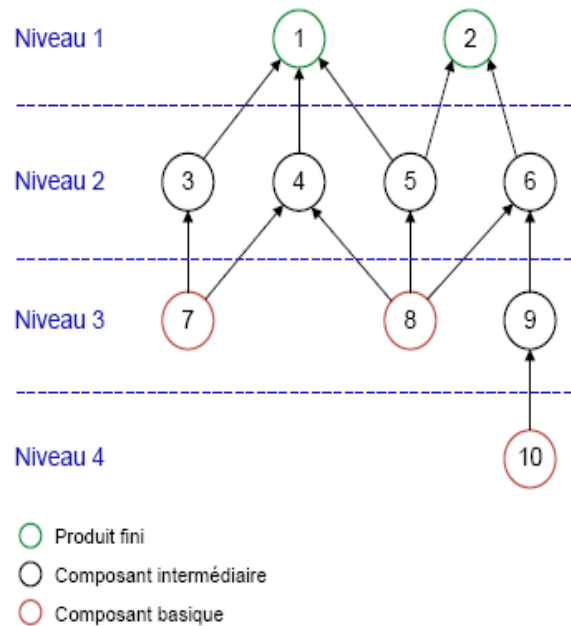 Niveau 1 1 2
Niveau 2 3 4 5 6
Niveau 3 7 8 9
Niveau 4 10
Produit fini
Composant intermédiaire
Composant basique